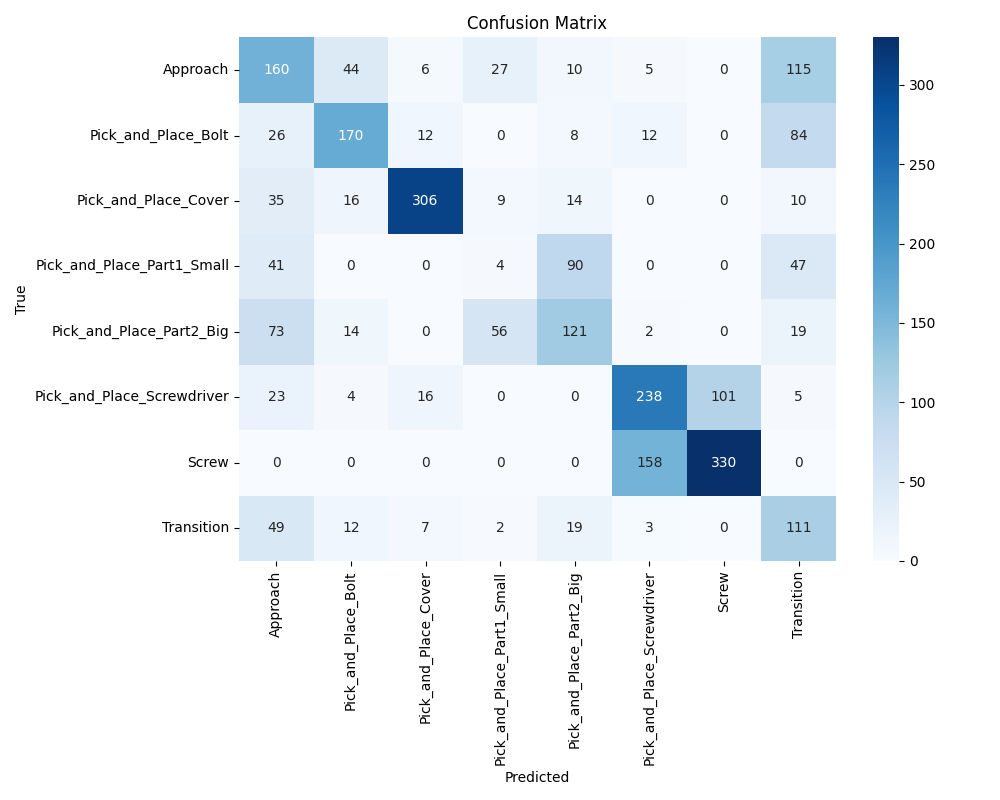 Confusion Matrix
Approach 160 44 6 27 10 5 0 115
Pick_and_Place_Bolt 26 170 12 0 8 12 0 84
Pick_and_Place_Cover 35 16 306 9 14 0 0 10
Pick_and_Place_Part1_Small 41 0 0 4 90 0 0 47
Pick_and_Place_Part2_Big 73 14 0 56 121 2 0 19
Pick_and_Place_Screwdriver 23 4 16 0 0 238 101 5
Screw 0 0 0 0 0 158 330 0
Transition 49 12 7 2 19 3 0 111
True
Approach
Pick_and_Place_Bolt
Pick_and_Place_Cover
Pick_and_Place_Part1_Small
Pick_and_Place_Part2_Big
Pick_and_Place_Screwdriver
Screw
Transition
Predicted
300
250
200
150
100
50
0